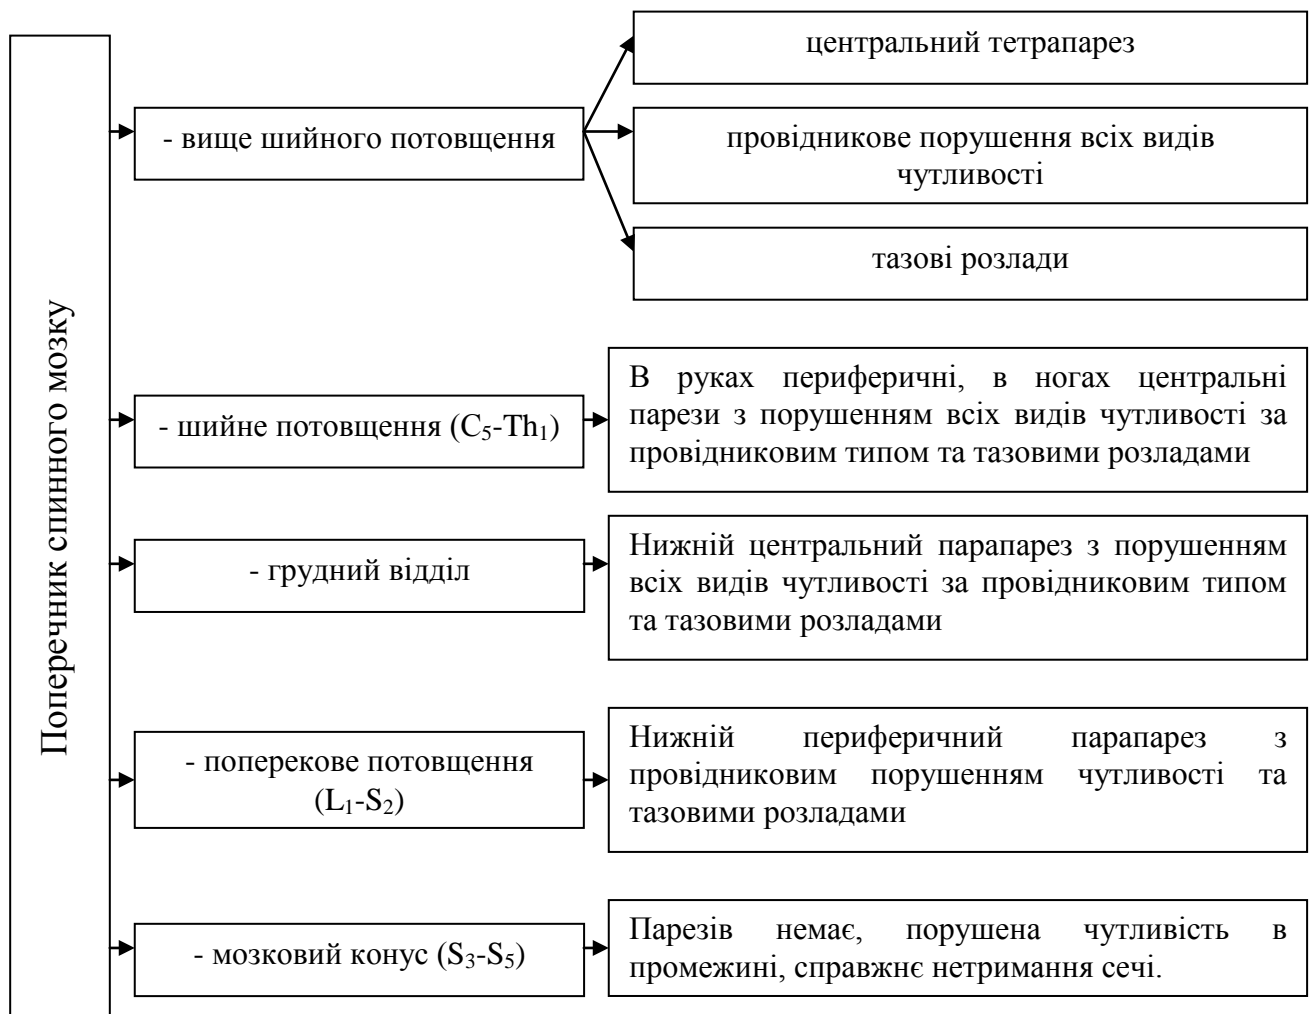 Поперечник спинного мозку
- вище шийного потовщення
центральний тетрапарез
провідникове порушення всіх видів
чутливості
тазові розлади
- шийне потовщення (C₅-Th₁)
В руках периферичні, в ногах центральні
парези з порушенням всіх видів чутливості за
провідниковим типом та тазовими розладами
- грудний відділ
Нижній центральний парапарез з порушенням
всіх видів чутливості за провідниковим типом
та тазовими розладами
- поперекове потовщення
(L₁-S₂)
Нижній периферичний парапарез з
провідниковим порушенням чутливості та
тазовими розладами
- мозковий конус (S₃-S₅)
Парезів немає, порушена чутливість в
промежині, справжнє нетримання сечі.